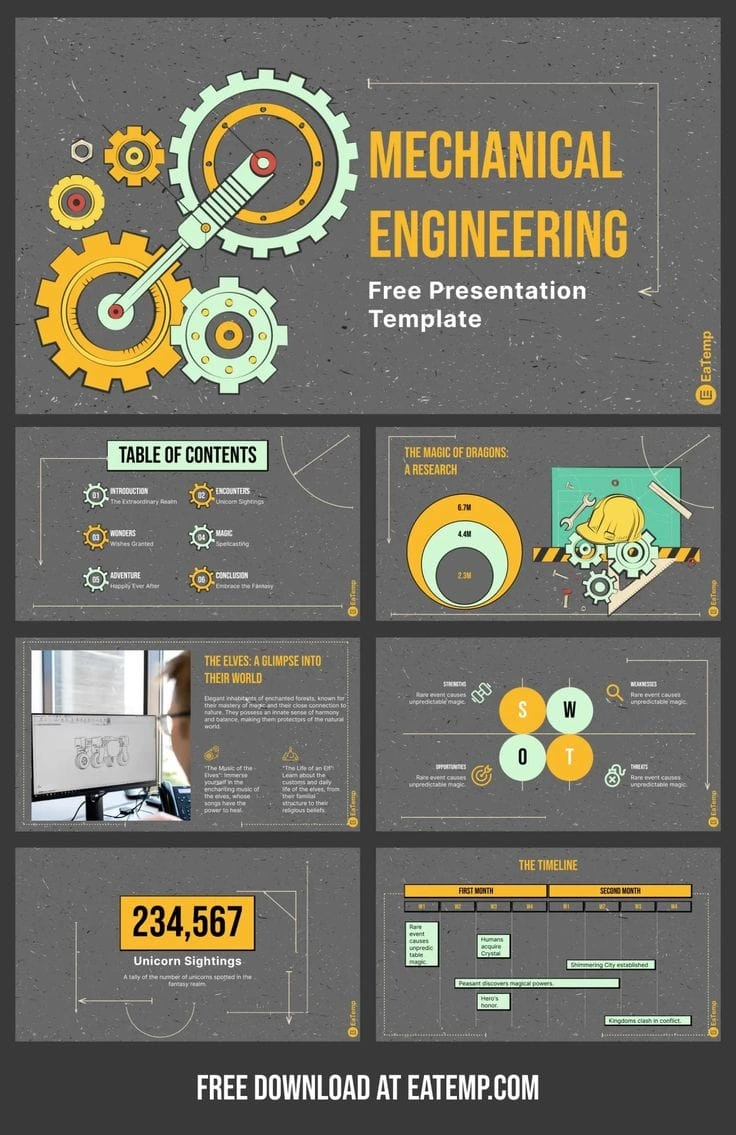 MECHANICAL
ENGINEERING
Free Presentation
Template
EaTemp
TABLE OF CONTENTS
01
INTRODUCTION
The Extraordinary Realm
02
ENCOUNTERS
Unicorn Sightings
03
WONDERS
Wishes Granted
04
MAGIC
Spellcasting
05
ADVENTURE
Happily Ever After
06
CONCLUSION
Embrace the Fantasy
EaTemp
THE MAGIC OF DRAGONS:
A RESEARCH
6.7M
4.4M
2.3M
EaTemp
THE ELVES: A GLIMPSE INTO
THEIR WORLD
Elegant inhabitants of enchanted forests, known for
their mastery of magic and their close connection to
nature. They possess an innate sense of harmony
and balance, making them protectors of the natural
world.
"The Music of the
Elves": Immerse
yourself in the
enchanting music of
the elves, whose
songs have the
power to heal.
"The Life of an Elf":
Learn about the
customs and daily
life of the elves, from
their familial
structure to their
religious beliefs.
EaTemp
STRENGTHS
Rare event causes
unpredictable magic.
S
W
WEAKNESSES
Rare event causes
unpredictable magic.
OPPORTUNITIES
Rare event causes
unpredictable magic.
O
T
THREATS
Rare event causes
unpredictable magic.
EaTemp
234,567
Unicorn Sightings
A tally of the number of unicorns spotted in the
fantasy realm.
EaTemp
THE TIMELINE
FIRST MONTH
SECOND MONTH
W1
W2
W3
W4
W1
W2
W3
W4
Rare
event
causes
unpredic
table
magic.
Humans
acquire
Crystal
Shimmering City established
Peasant discovers magical powers.
Hero's
honor.
Kingdoms clash in conflict.
EaTemp
FREE DOWNLOAD AT EATEMP.COM